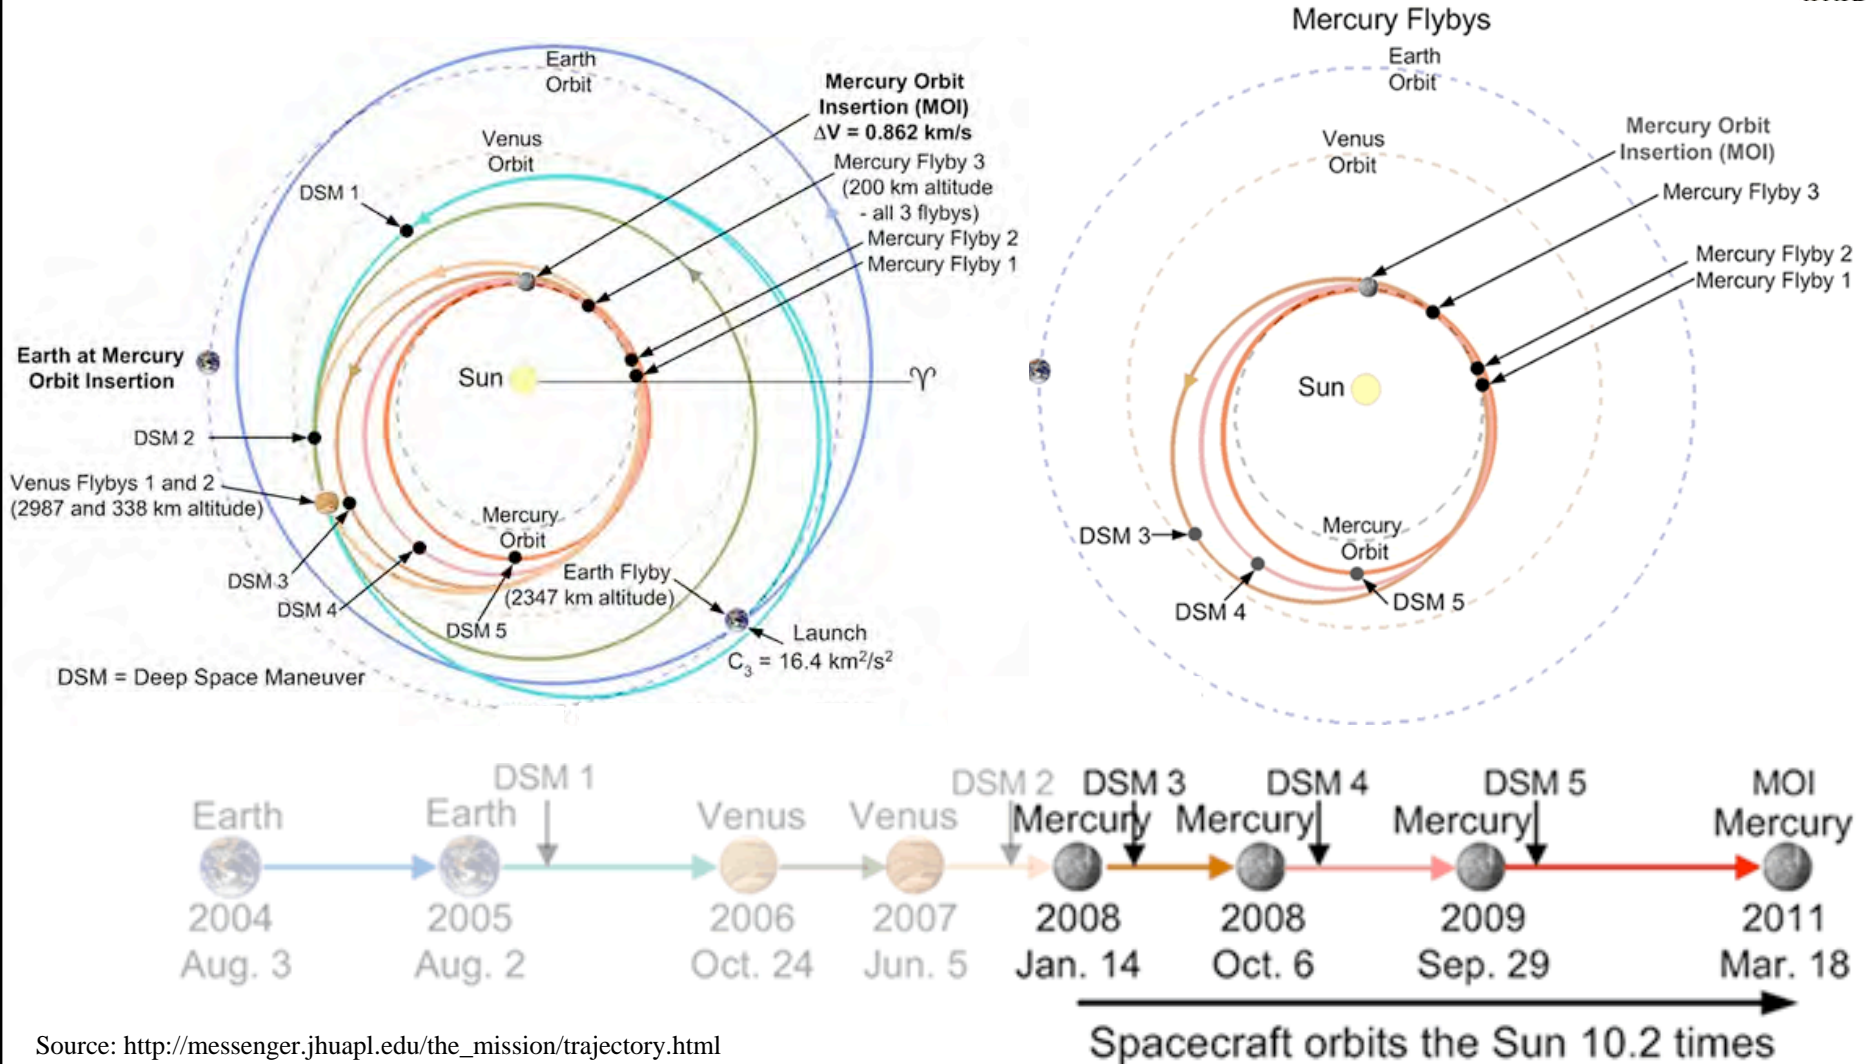 Earth
Orbit
Mercury Orbit
Insertion (MOI)
ΔV = 0.862 km/s
Venus
Orbit
Mercury Flyby 3
(200 km altitude
- all 3 flybys)
DSM 1
Mercury Flyby 2
Mercury Flyby 1
Earth at Mercury
Orbit Insertion
Sun
♈
DSM 2
Venus Flybys 1 and 2
(2987 and 338 km altitude)
Mercury
Orbit
DSM 3
DSM 4
DSM 5
Earth Flyby
(2347 km altitude)
Launch
C3 = 16.4 km²/s²
DSM = Deep Space Maneuver
Mercury Flybys
Earth
Orbit
Venus
Orbit
Mercury Orbit
Insertion (MOI)
Mercury Flyby 3
Mercury Flyby 2
Mercury Flyby 1
Sun
Mercury
Orbit
DSM 3
DSM 4
DSM 5
DSM 1 DSM 2 DSM 3 DSM 4 DSM 5 MOI
Earth Earth Venus Venus Mercury Mercury Mercury Mercury
2004 2005 2006 2007 2008 2008 2009 2011
Aug. 3 Aug. 2 Oct. 24 Jun. 5 Jan. 14 Oct. 6 Sep. 29 Mar. 18
Spacecraft orbits the Sun 10.2 times
Source: http://messenger.jhuapl.edu/the_mission/trajectory.html